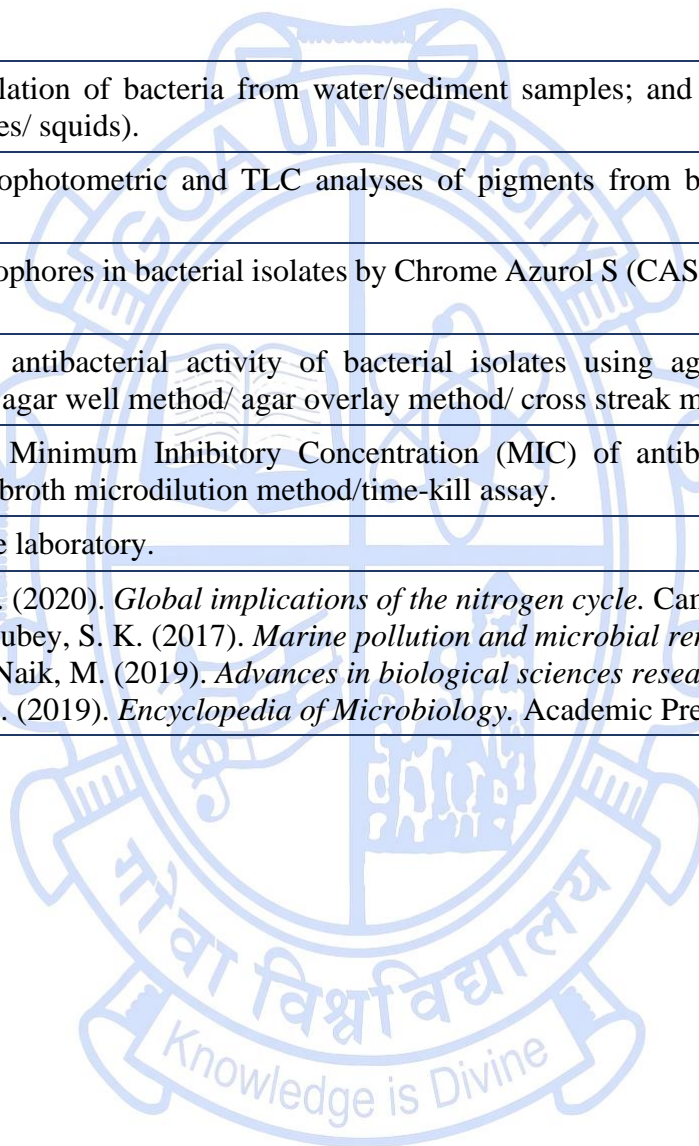 lation of bacteria from water/sediment samples; and
es/ squids).
ophotometric and TLC analyses of pigments from b
ophores in bacterial isolates by Chrome Azurol S (CAS
antibacterial activity of bacterial isolates using ag
agar well method/ agar overlay method/ cross streak m
Minimum Inhibitory Concentration (MIC) of antib
broth microdilution method/time-kill assay.
e laboratory.
. (2020). Global implications of the nitrogen cycle. Can
ubey, S. K. (2017). Marine pollution and microbial ren
Naik, M. (2019). Advances in biological sciences resea
. (2019). Encyclopedia of Microbiology. Academic Pre
GOA UNIVERSITY
गोंवा विश्वविद्यालय
Knowledge is Divine